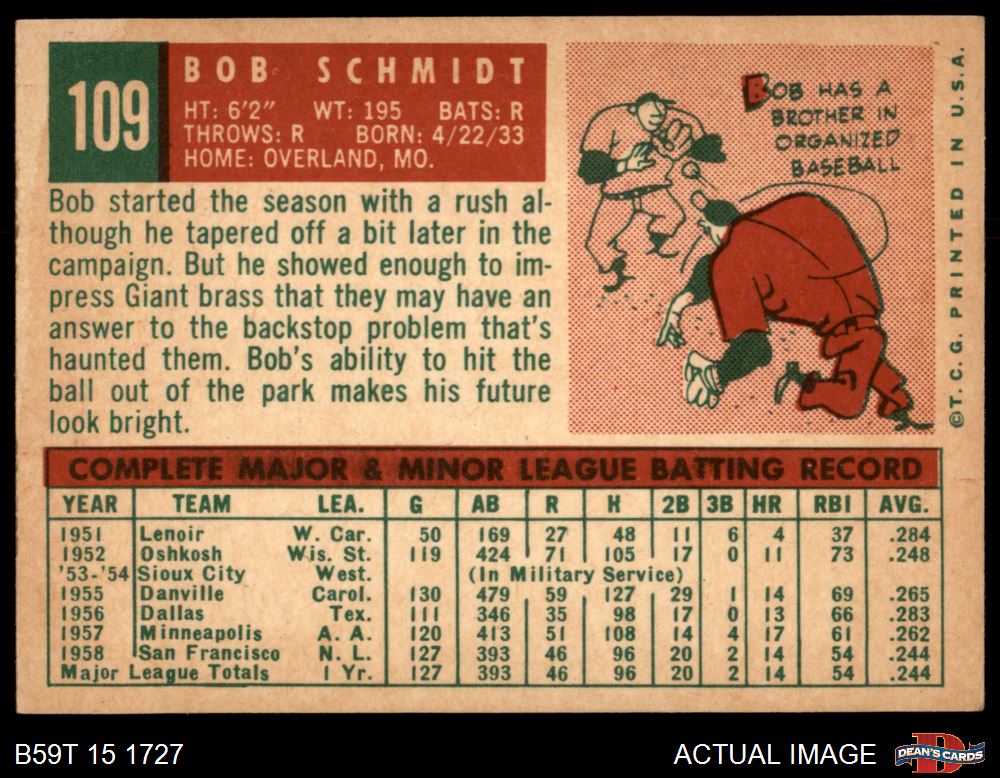 109
BOB SCHMIDT
HT: 6'2" WT: 195 BATS: R
THROWS: R BORN: 4/22/33
HOME: OVERLAND, MO.
BOB HAS A
BROTHER IN
ORGANIZED
BASEBALL
©T. C. G. PRINTED IN U. S. A.
Bob started the season with a rush al-
though he tapered off a bit later in the
campaign. But he showed enough to im-
press Giant brass that they may have an
answer to the backstop problem that's
haunted them. Bob's ability to hit the
ball out of the park makes his future
look bright.
COMPLETE MAJOR & MINOR LEAGUE BATTING RECORD
YEAR TEAM LEA. G AB R H 2B 3B HR RBI AVG.
1951 Lenoir W. Car. 50 169 27 48 11 6 4 37 .284
1952 Oshkosh Wis. St. 119 424 71 105 17 0 11 73 .248
'53-'54 Sioux City West. (In Military Service)
1955 Danville Carol. 130 479 59 127 29 1 14 69 .265
1956 Dallas Tex. 111 346 35 98 17 0 13 66 .283
1957 Minneapolis A. A. 120 413 51 108 14 4 17 61 .262
1958 San Francisco N. L. 127 393 46 96 20 2 14 54 .244
Major League Totals 1 Yr. 127 393 46 96 20 2 14 54 .244
B59T 15 1727
ACTUAL IMAGE
DEAN'S CARDS